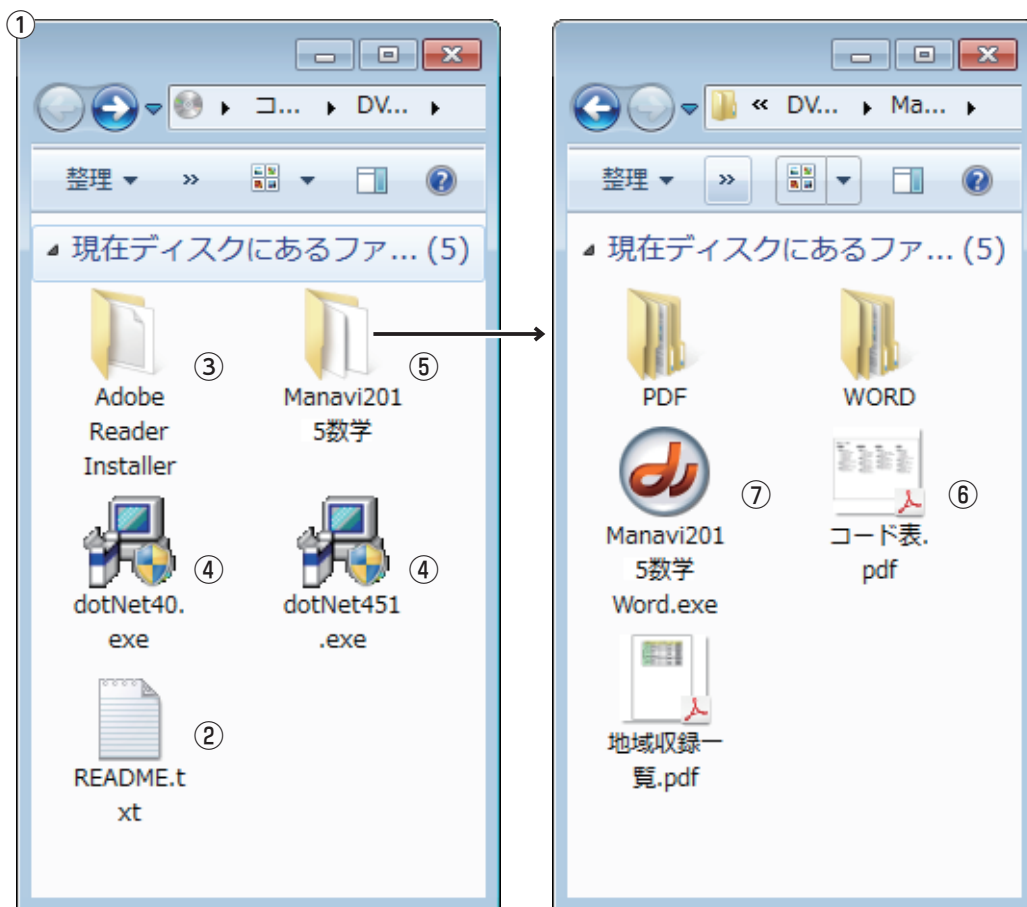 ①
コ... ▶ DV... ▶
整理 ▼ »
現在ディスクにあるファ... (5)
③
⑤
Adobe
Reader
Installer
Manavi201
5数学
④
④
dotNet40.
exe
dotNet451
.exe
②
README.t
xt
« DV... ▶ Ma... ▶
整理 ▼ »
現在ディスクにあるファ... (5)
PDF
WORD
⑦
⑥
Manavi201
5数学
Word.exe
コード表.
pdf
地域収録一
覧.pdf